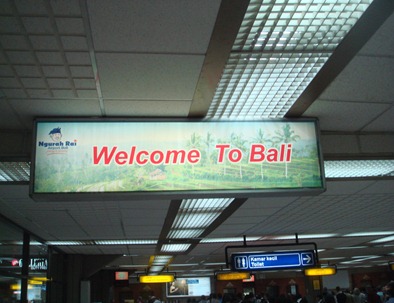 Ngurah Rai
Welcome To Bali
Kamar kecil
Toilet